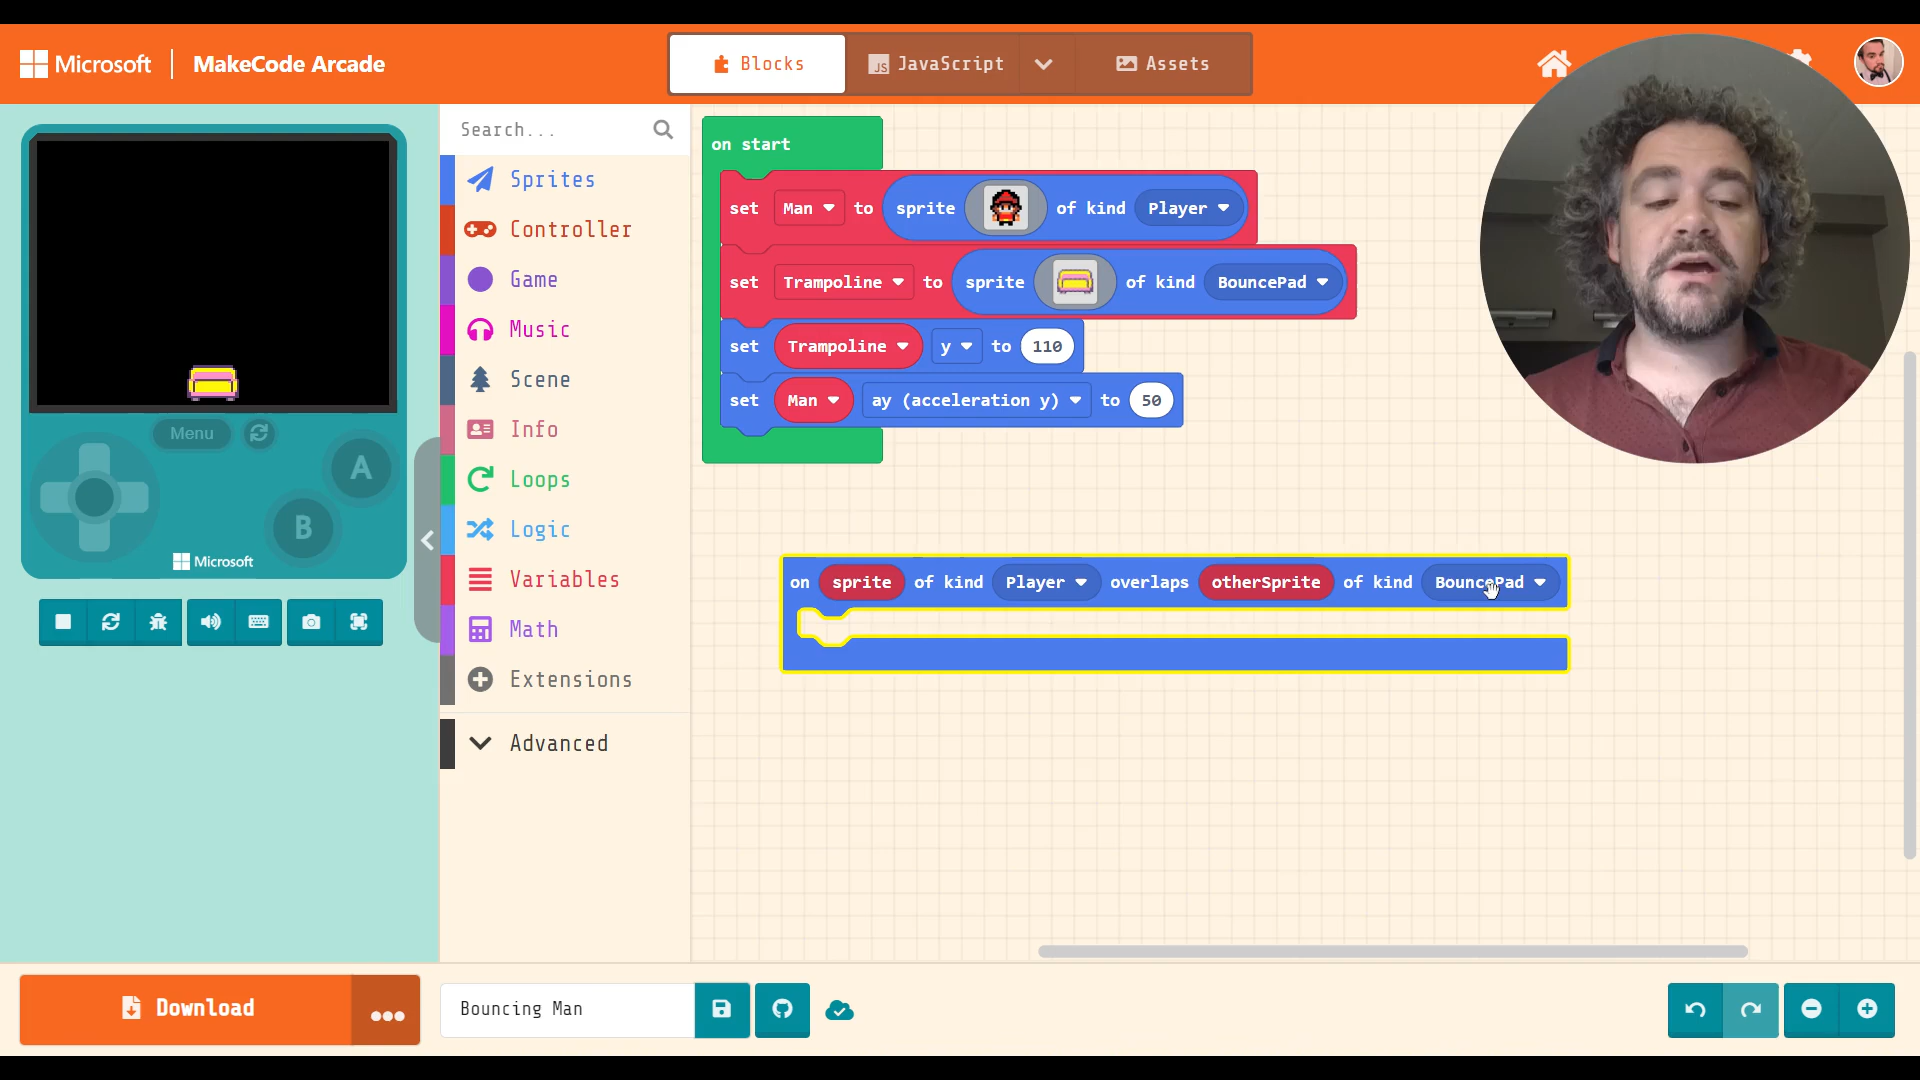 Microsoft
MakeCode Arcade
Blocks
JS JavaScript
Assets
Search...
Sprites
Controller
Game
Music
Scene
Info
Loops
Logic
Variables
Math
Extensions
Advanced
Menu
A
B
Microsoft
on start
set Man to sprite of kind Player
set Trampoline to sprite of kind BouncePad
set Trampoline y to 110
set Man ay (acceleration y) to 50
on sprite of kind Player overlaps otherSprite of kind BouncePad
Download
Bouncing Man